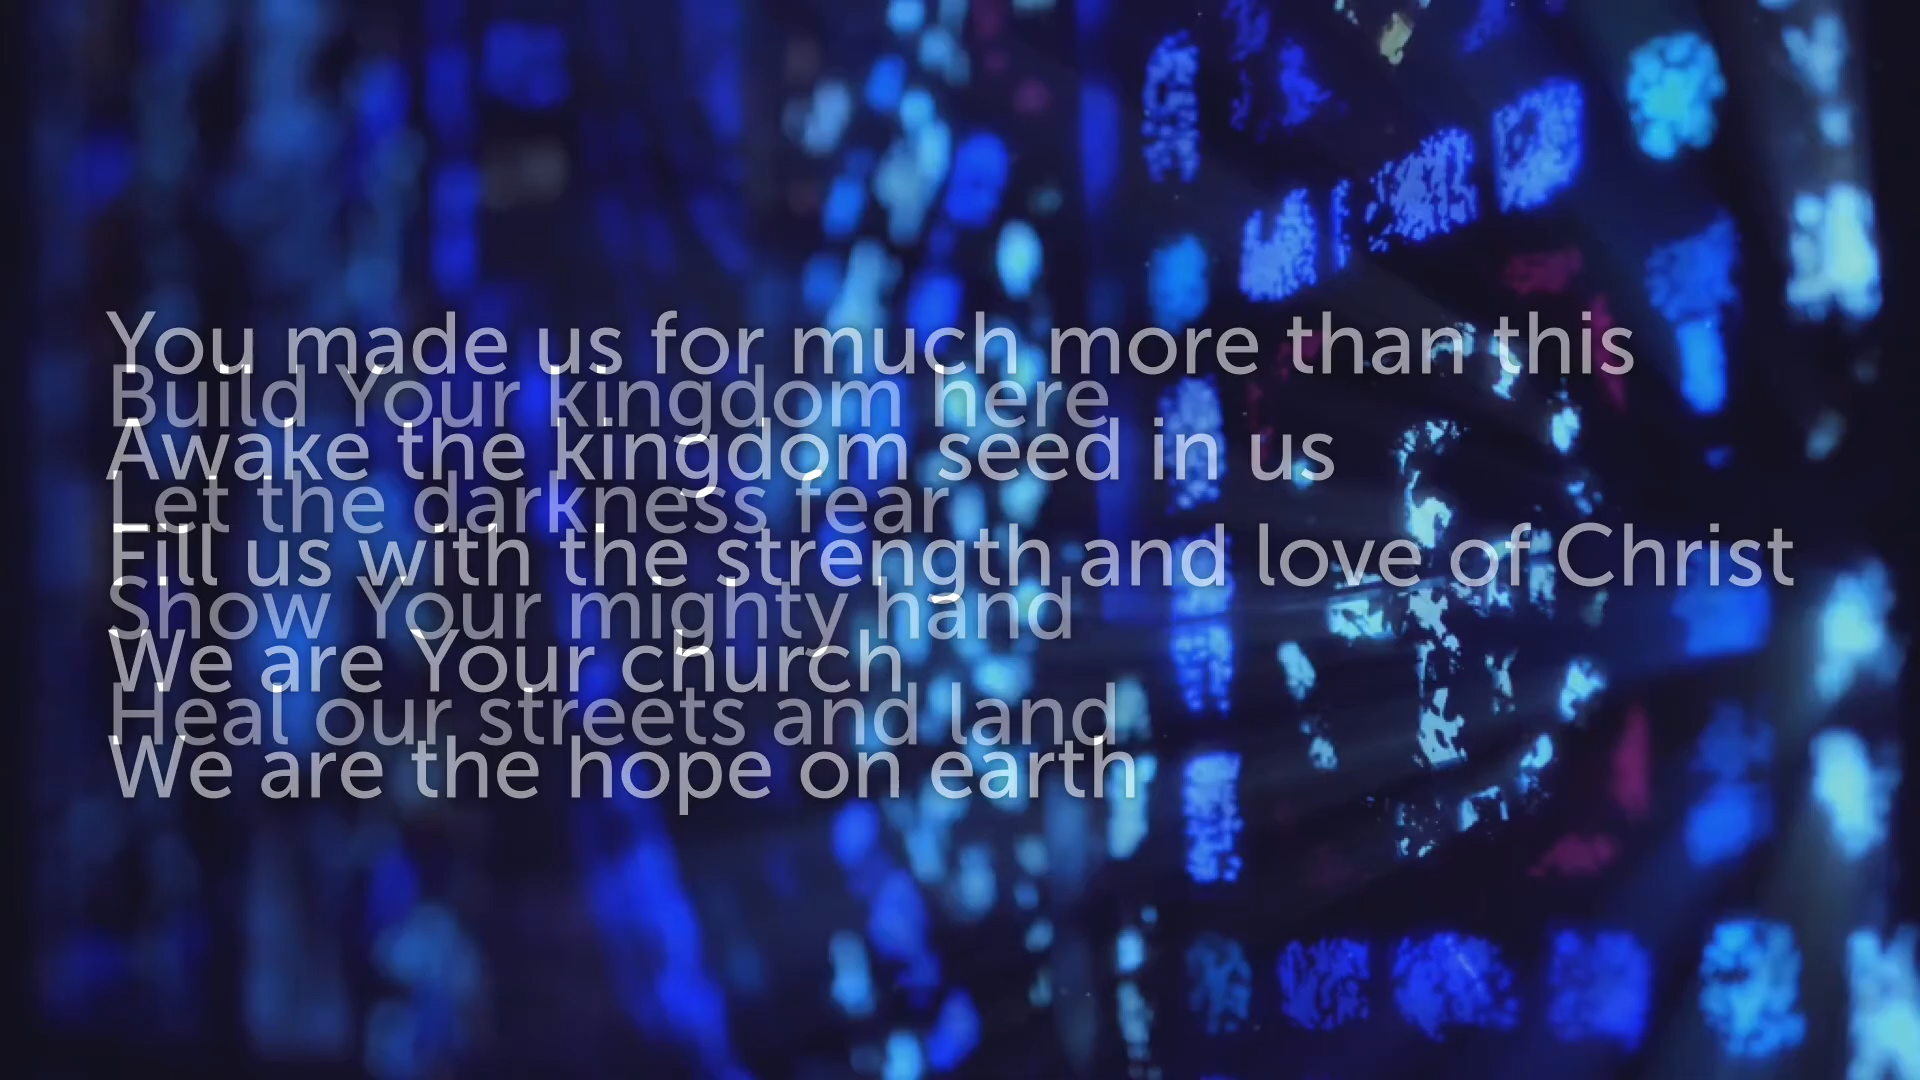 You made us for much more than this
Build Your kingdom here
Awake the kingdom seed in us
Let the darkness fear
Fill us with the strength and love of Christ
Show Your mighty hand
We are Your church
Heal our streets and land
We are the hope on earth